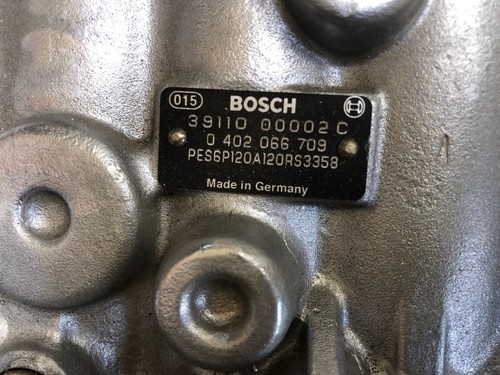 015 BOSCH
39110 00002 C
0 402 066 709
PES6P120A120RS3358
Made in Germany